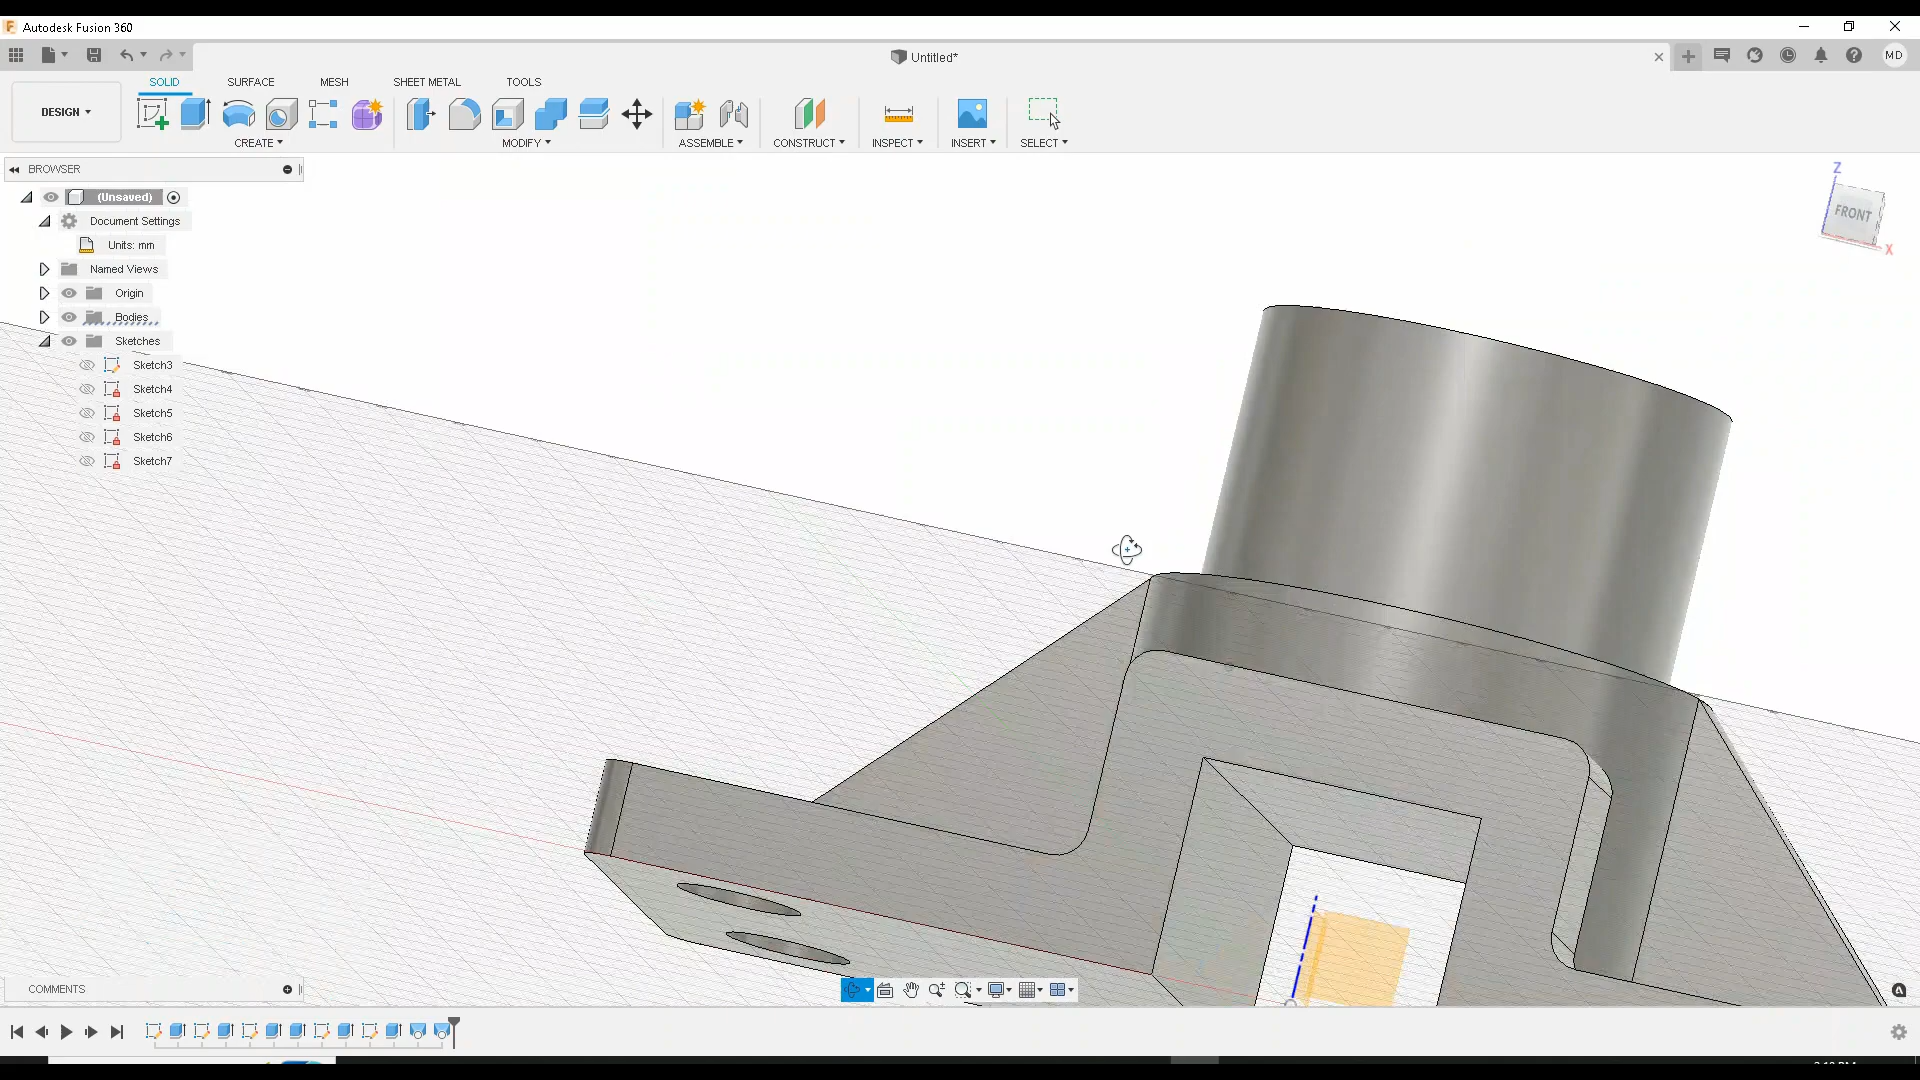 Autodesk Fusion 360
Untitled*
MD
SOLID SURFACE MESH SHEET METAL TOOLS
DESIGN
CREATE MODIFY ASSEMBLE CONSTRUCT INSPECT INSERT SELECT
BROWSER
(Unsaved)
Document Settings
Units: mm
Named Views
Origin
Bodies
Sketches
Sketch3
Sketch4
Sketch5
Sketch6
Sketch7
Z
FRONT
X
COMMENTS